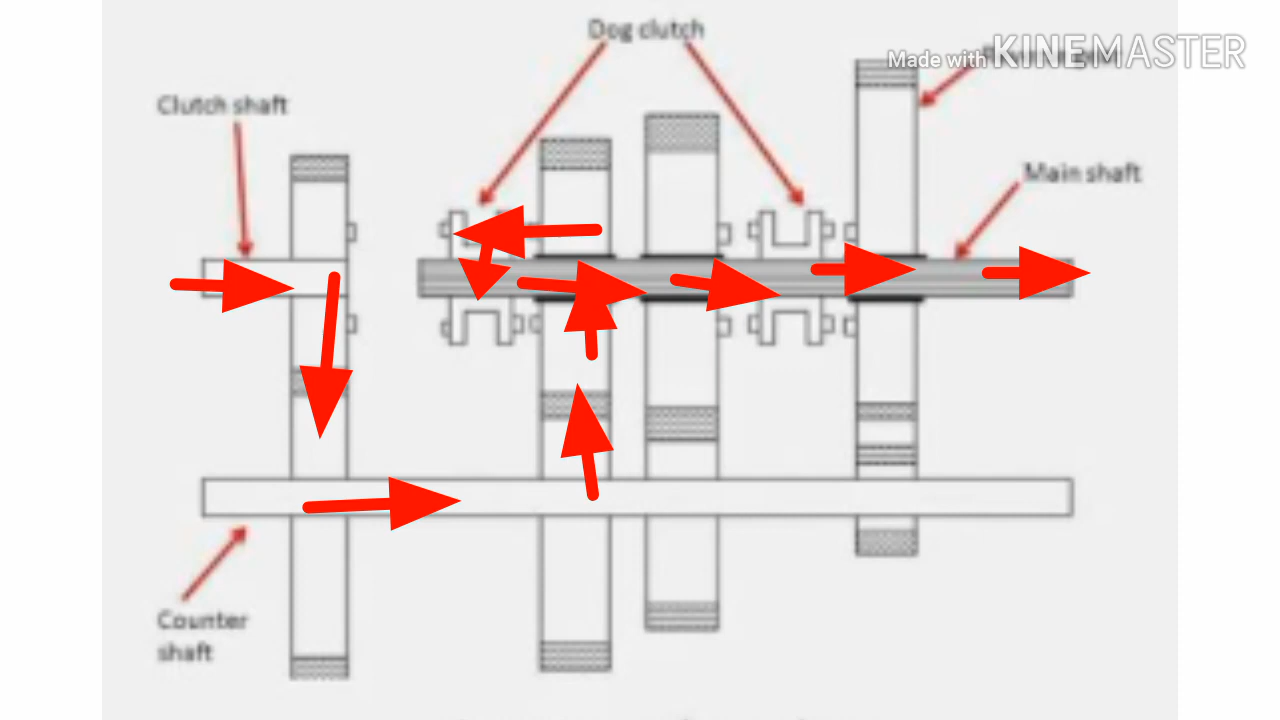 Dog clutch
Made with KINEMASTER
Clutch shaft
Main shaft
Counter
shaft